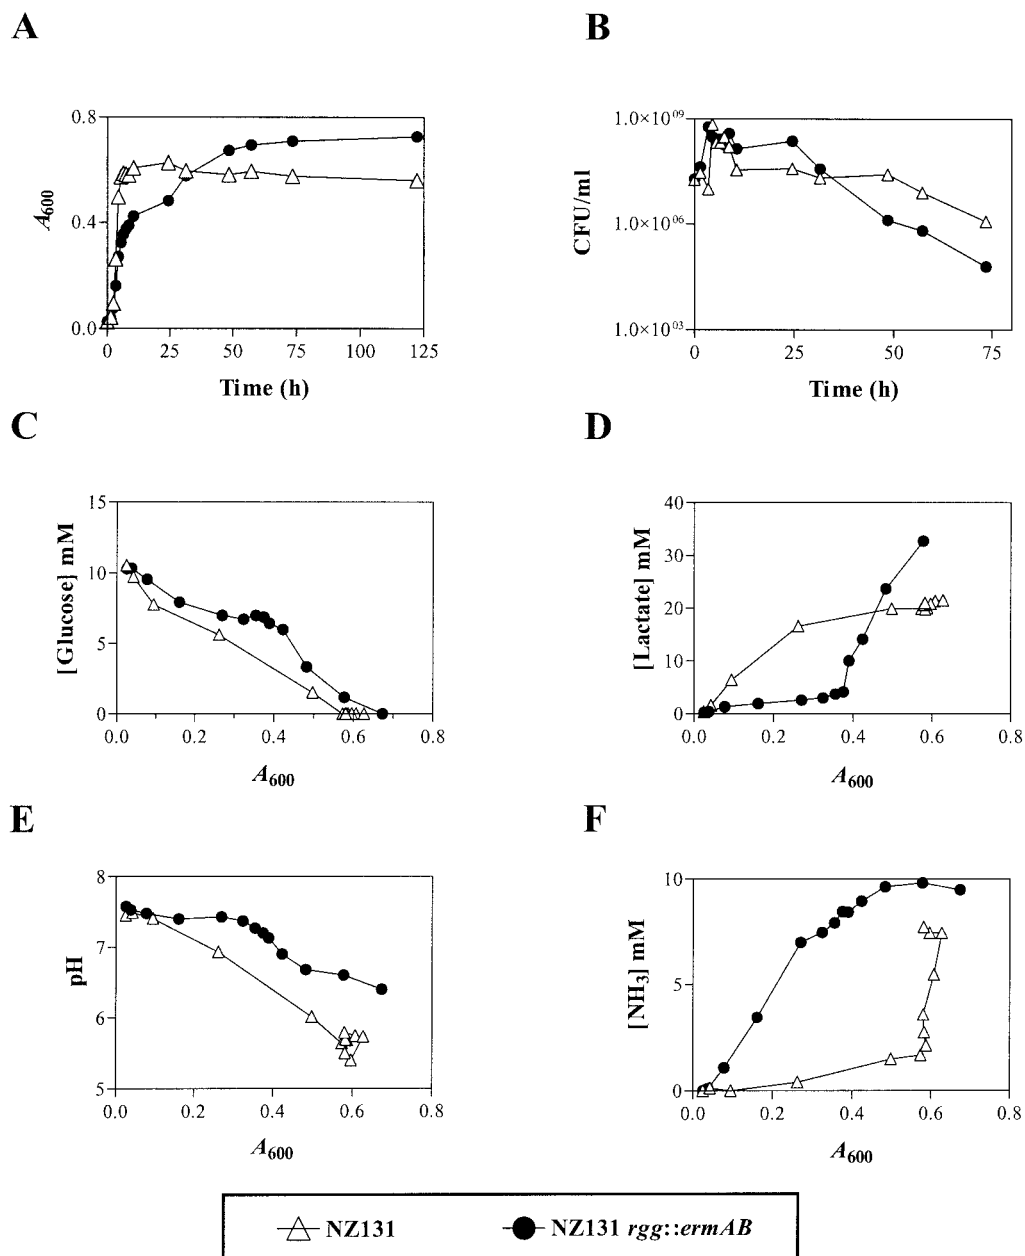 A
B
0.8
0.4
0.0
A600
0 25 50 75 100 125
Time (h)
1.0×10^09
1.0×10^06
1.0×10^03
CFU/ml
0 25 50 75
Time (h)
C
D
15
10
5
0
[Glucose] mM
0.0 0.2 0.4 0.6 0.8
A600
40
30
20
10
0
[Lactate] mM
0.0 0.2 0.4 0.6 0.8
A600
E
F
8
7
6
5
pH
0.0 0.2 0.4 0.6 0.8
A600
10
5
0
[NH3] mM
0.0 0.2 0.4 0.6 0.8
A600
NZ131
NZ131 rgg::ermAB